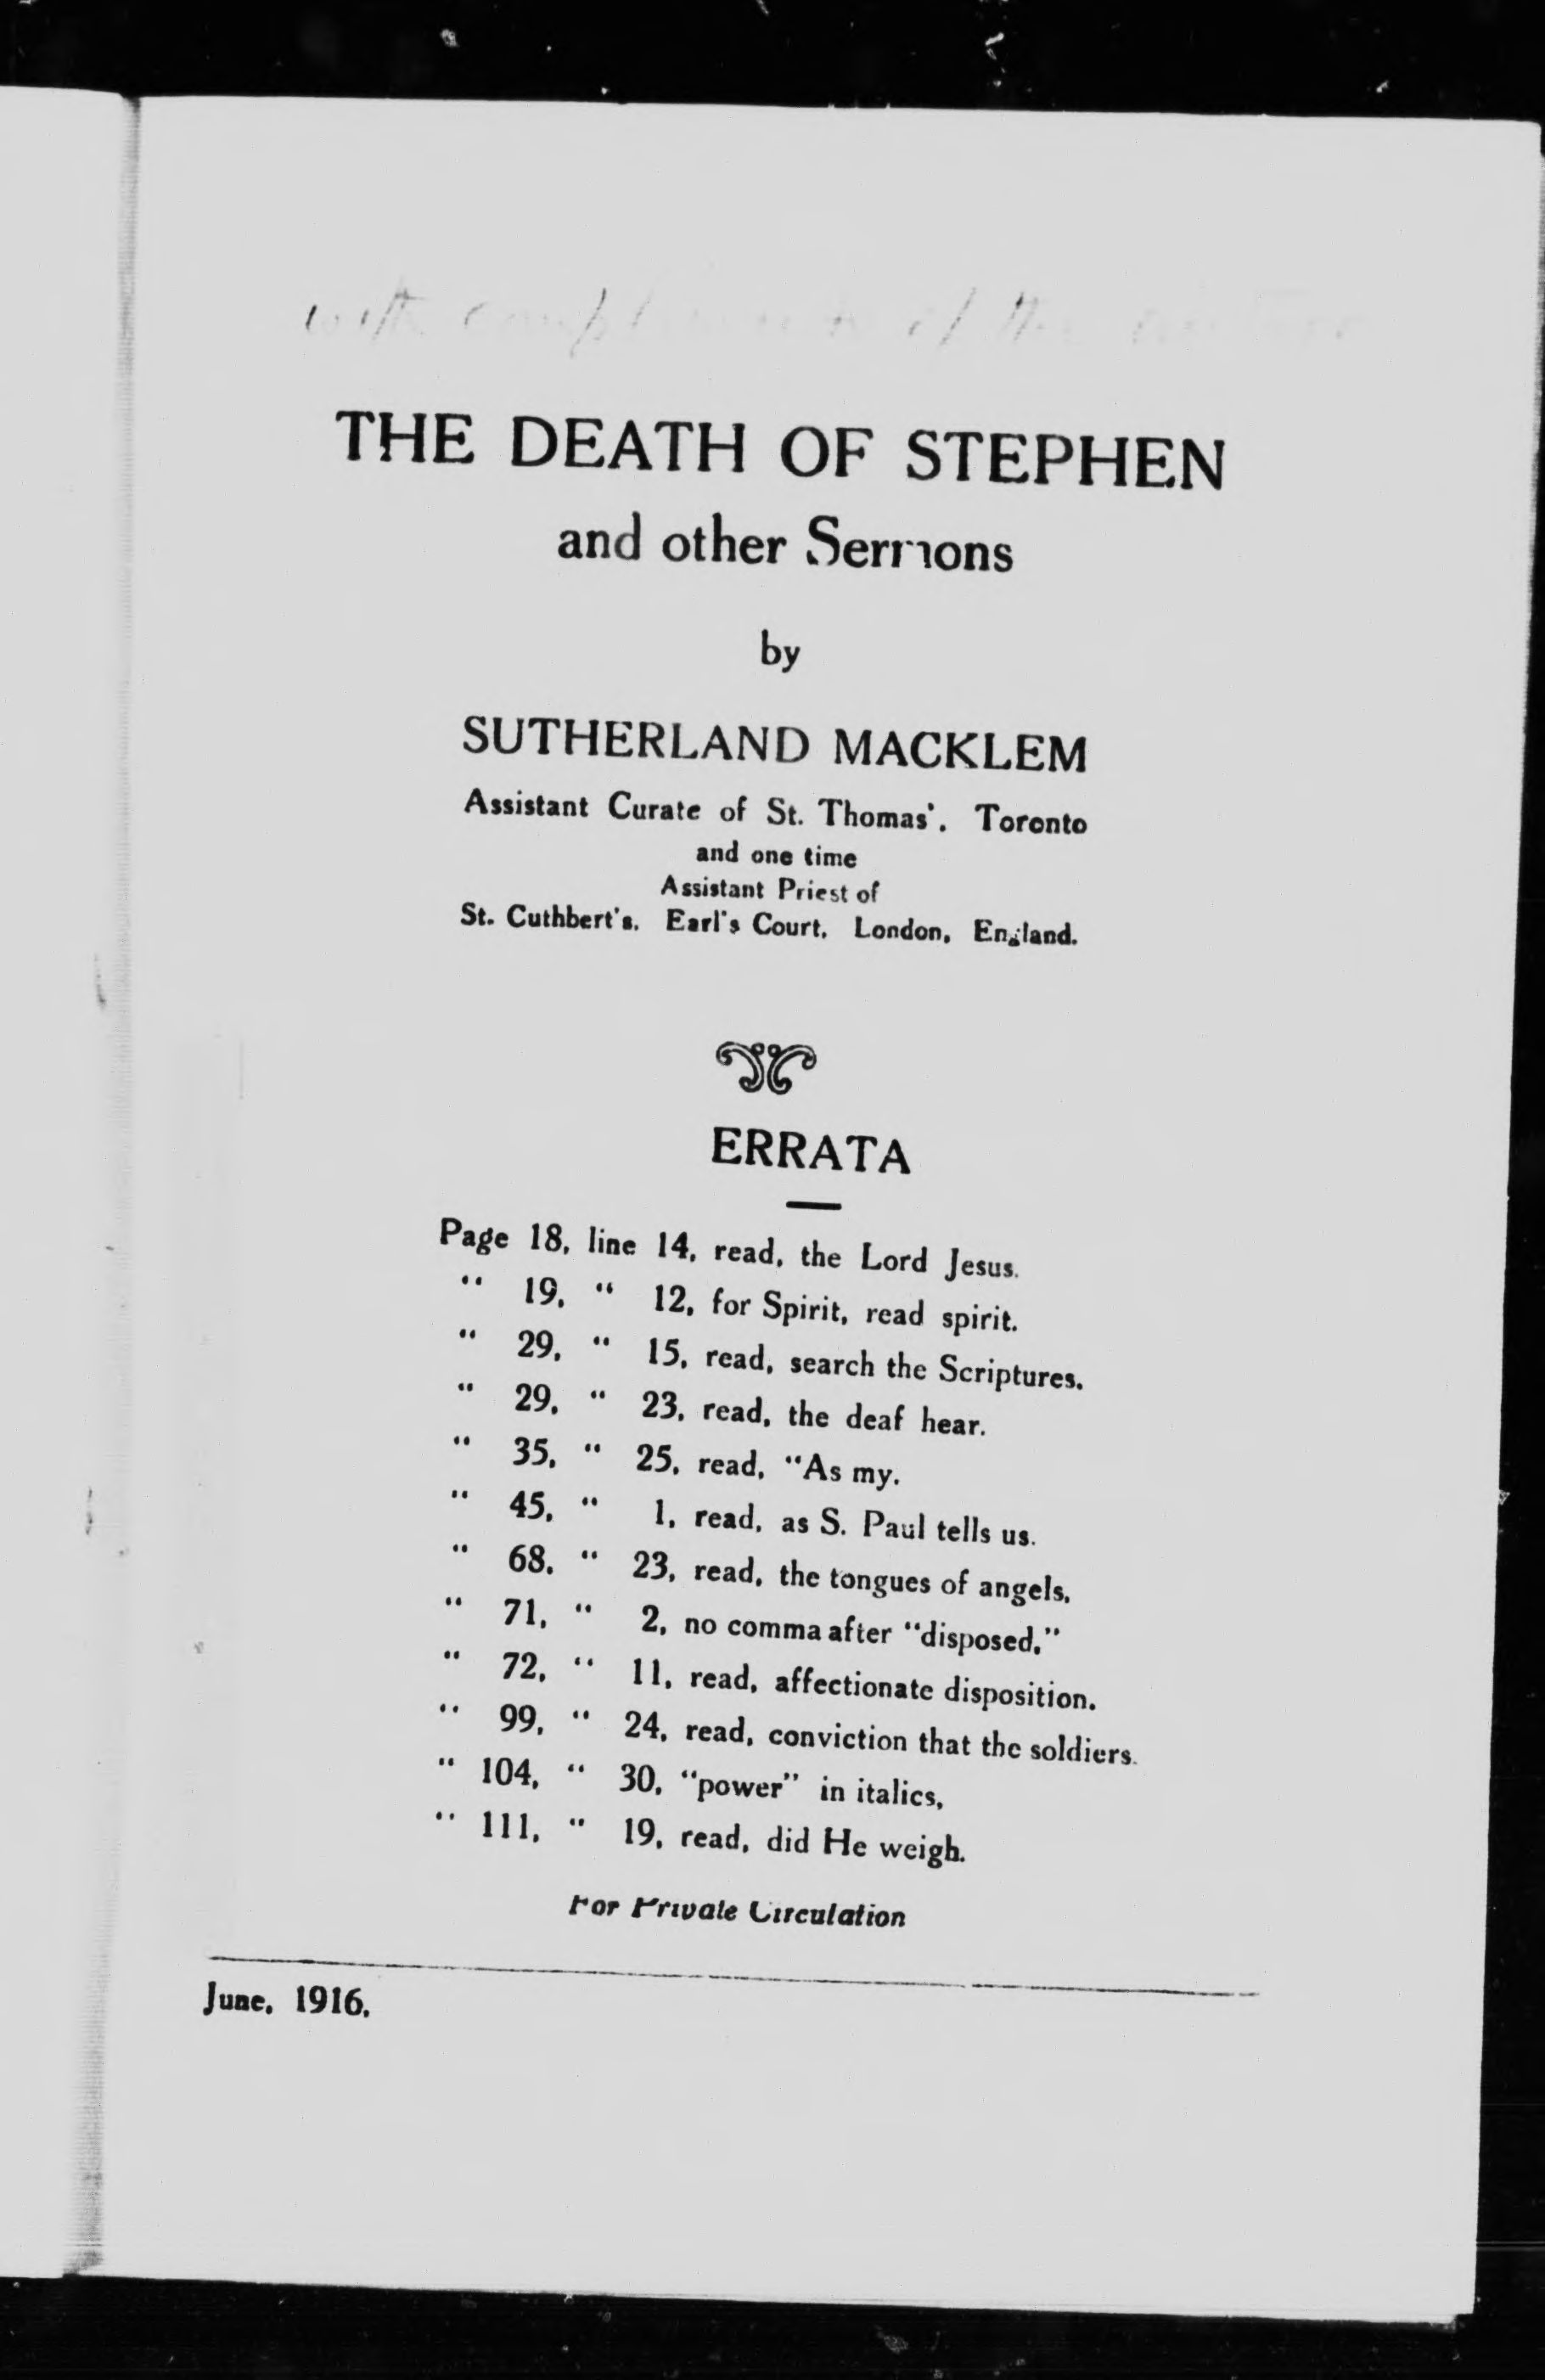 with compliments of the author
THE DEATH OF STEPHEN
and other Sermons
by
SUTHERLAND MACKLEM
Assistant Curate of St. Thomas', Toronto
and one time
Assistant Priest of
St. Cuthbert's, Earl's Court, London, England.
ERRATA
Page 18, line 14, read, the Lord Jesus.
" 19, " 12, for Spirit, read spirit.
" 29, " 15, read, search the Scriptures.
" 29, " 23, read, the deaf hear.
" 35, " 25, read, "As my.
" 45, " 1, read, as S. Paul tells us.
" 68, " 23, read, the tongues of angels,
" 71, " 2, no comma after "disposed."
" 72, " 11, read, affectionate disposition.
" 99, " 24, read, conviction that the soldiers.
" 104, " 30, "power" in italics,
" 111, " 19, read, did He weigh.
For Private Circulation
June, 1916.